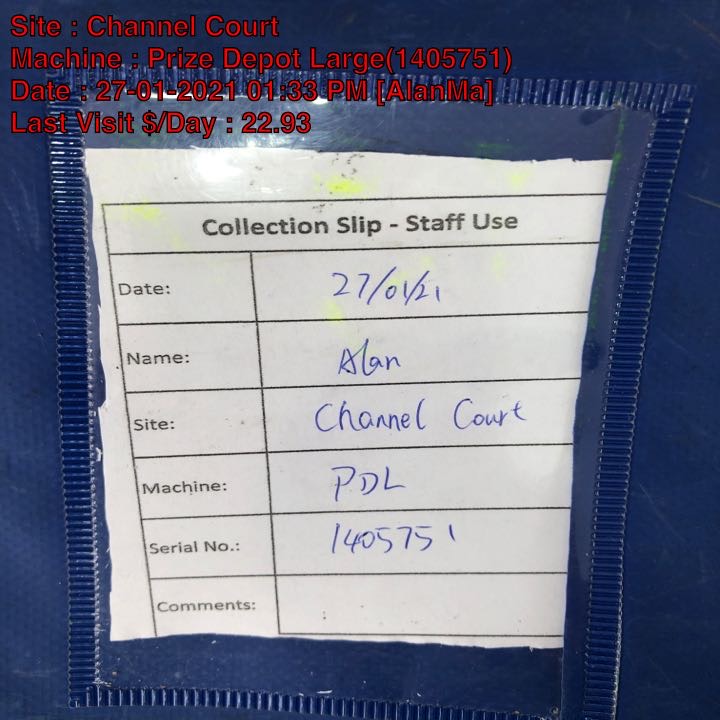 Site : Channel Court
Machine : Prize Depot Large(1405751)
Date : 27-01-2021 01:33 PM [AlanMa]
Last Visit $/Day : 22.93
Collection Slip - Staff Use
Date: 27/01/21
Name: Alan
Site: Channel Court
Machine: PDL
Serial No.: 1405751
Comments: